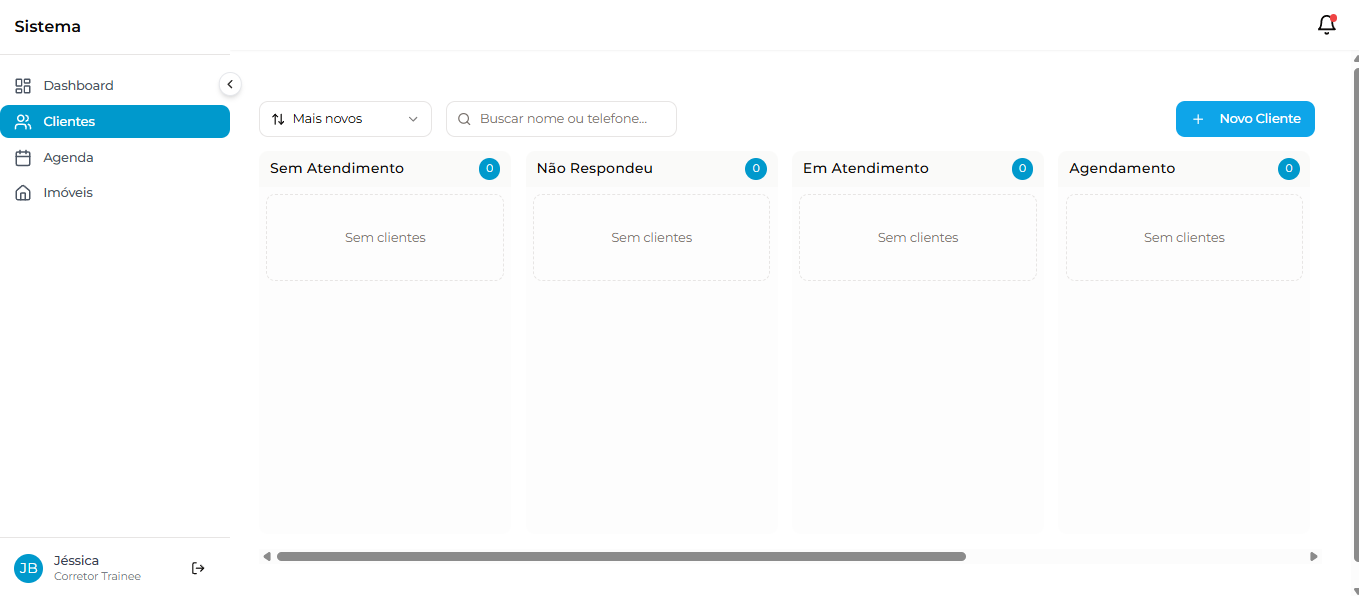 Sistema
Dashboard
Clientes
Agenda
Imóveis
Mais novos
Buscar nome ou telefone...
Novo Cliente
Sem Atendimento 0
Não Respondeu 0
Em Atendimento 0
Agendamento 0
Sem clientes
Sem clientes
Sem clientes
Sem clientes
JB
Jéssica
Corretor Trainee